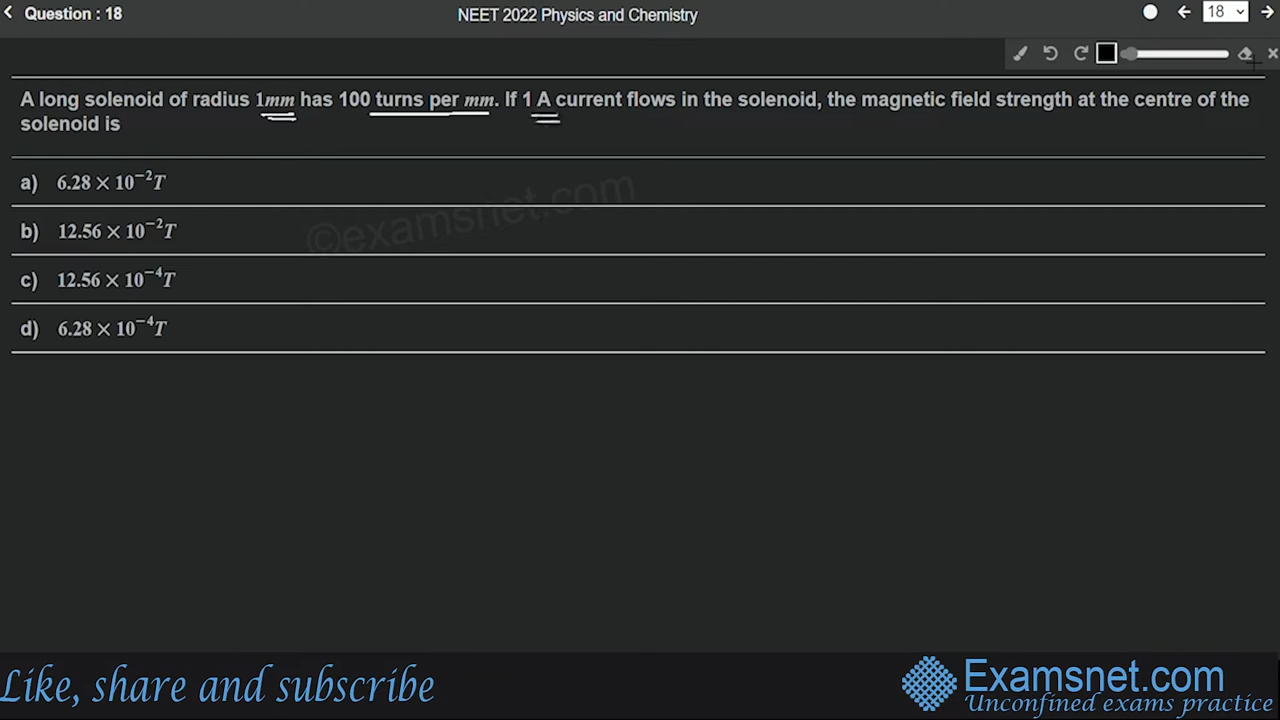 Question : 18
NEET 2022 Physics and Chemistry
18
A long solenoid of radius 1mm has 100 turns per mm. If 1 A current flows in the solenoid, the magnetic field strength at the centre of the
solenoid is
a) 6.28 × 10⁻²T
©examsnet.com
b) 12.56 × 10⁻²T
c) 12.56 × 10⁻⁴T
d) 6.28 × 10⁻⁴T
Like, share and subscribe
Examsnet.com
Unconfined exams practice